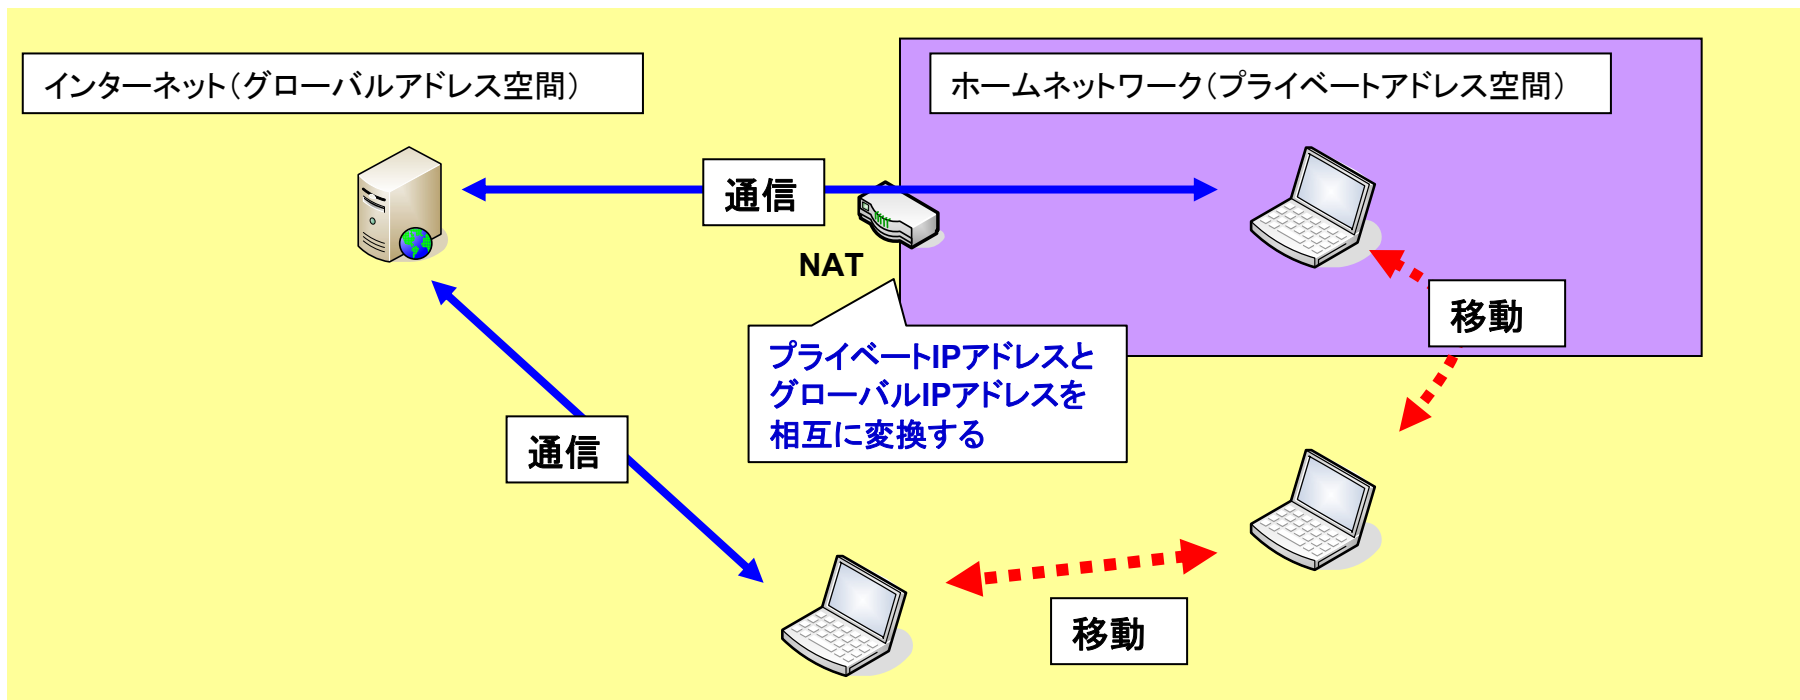 インターネット(グローバルアドレス空間)
ホームネットワーク(プライベートアドレス空間)
通信
NAT
移動
プライベートIPアドレスと
グローバルIPアドレスを
相互に変換する
通信
移動